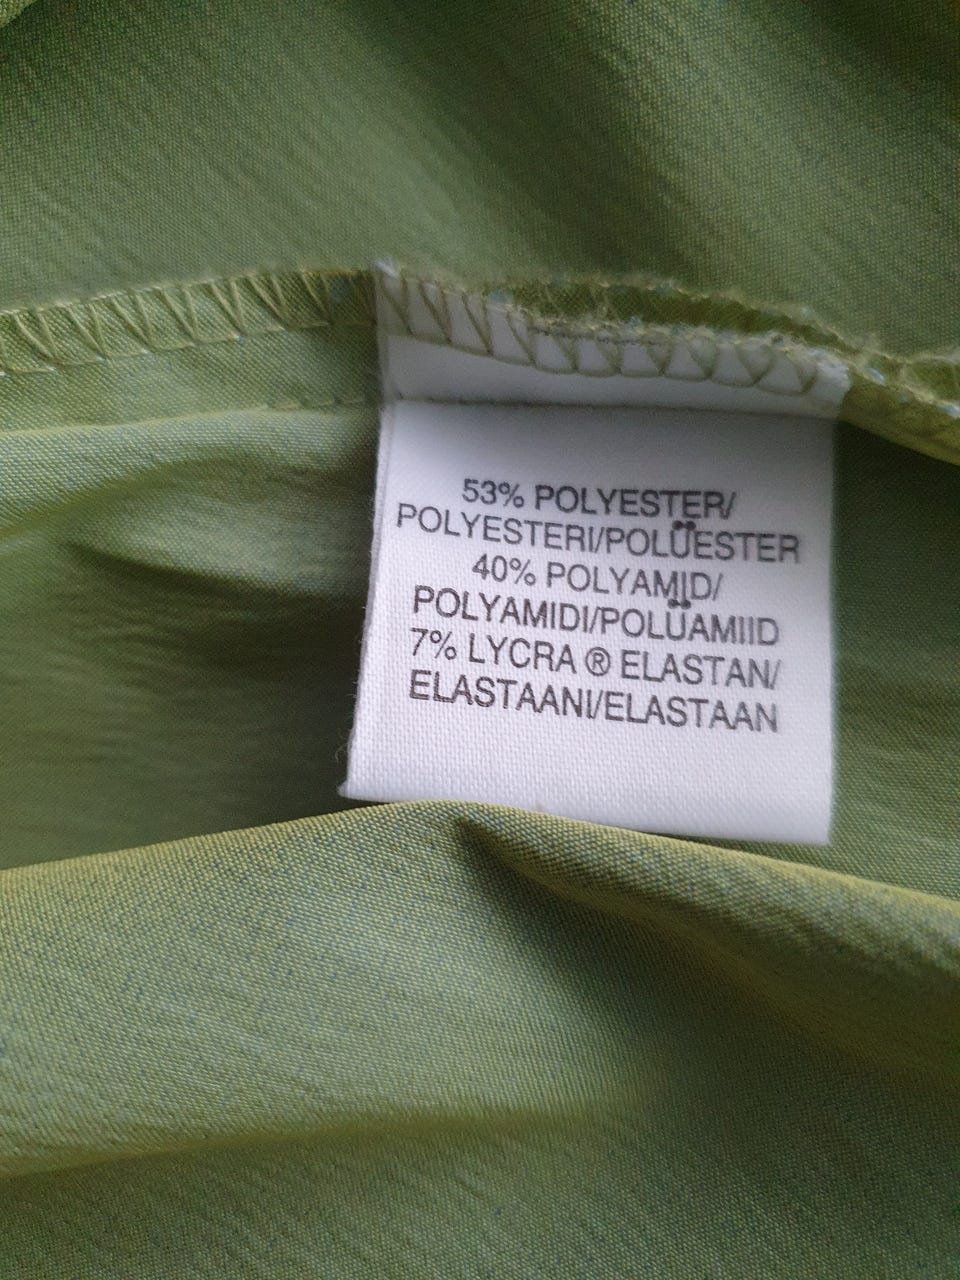 53% POLYESTER/
POLYESTERI/POLÜESTER
40% POLYAMID/
POLYAMIDI/POLÜAMIID
7% LYCRA ® ELASTAN/
ELASTAANI/ELASTAAN